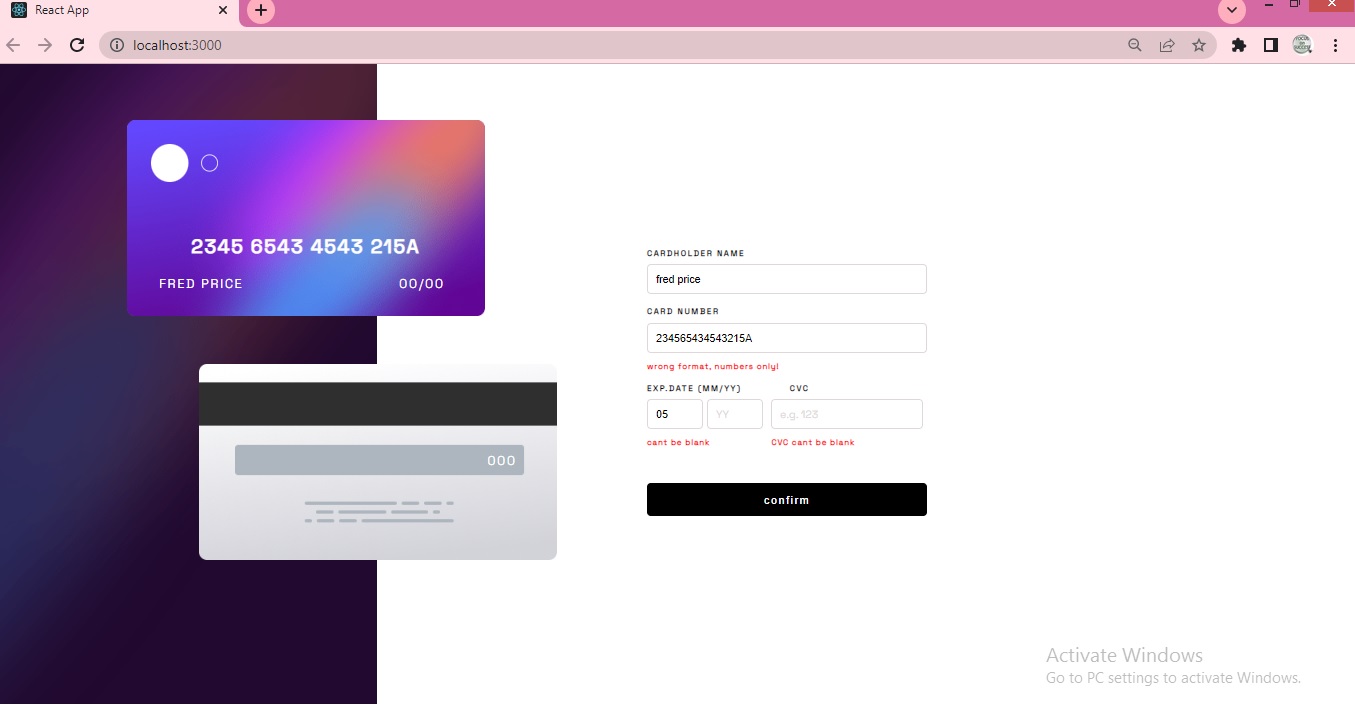 React App
localhost:3000
2345 6543 4543 215A
FRED PRICE 00/00
000
CARDHOLDER NAME
fred price
CARD NUMBER
234565434543215A
wrong format, numbers only!
EXP.DATE (MM/YY) CVC
05 YY e.g. 123
cant be blank CVC cant be blank
confirm
Activate Windows
Go to PC settings to activate Windows.